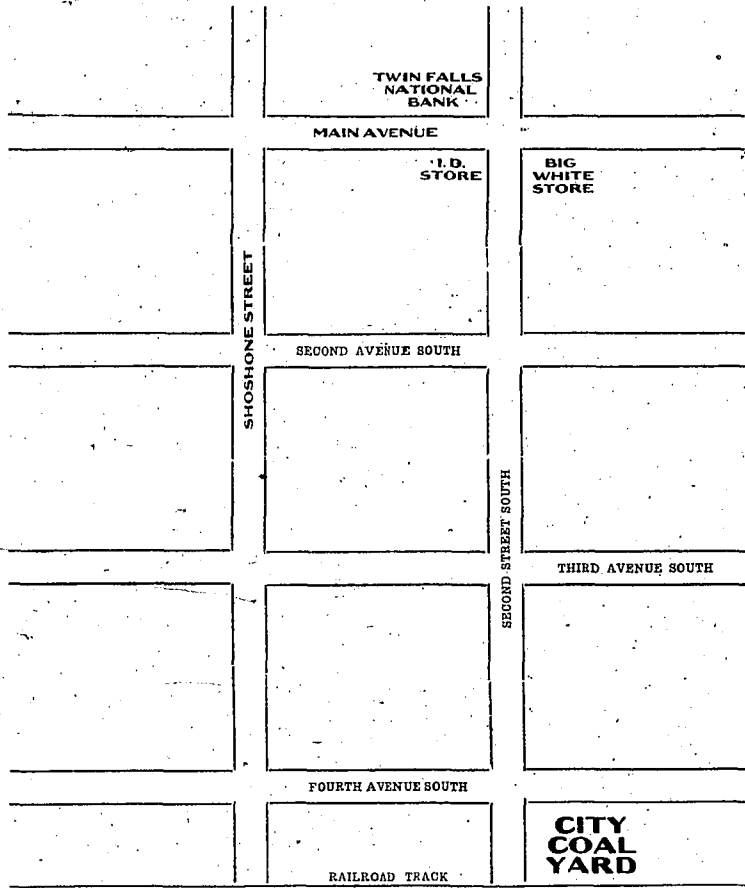 TWIN FALLS
NATIONAL
BANK
MAIN AVENUE
I.D.
STORE
BIG
WHITE
STORE
SHOSHONE STREET
SECOND AVENUE SOUTH
SECOND STREET SOUTH
THIRD AVENUE SOUTH
FOURTH AVENUE SOUTH
CITY
COAL
YARD
RAILROAD TRACK